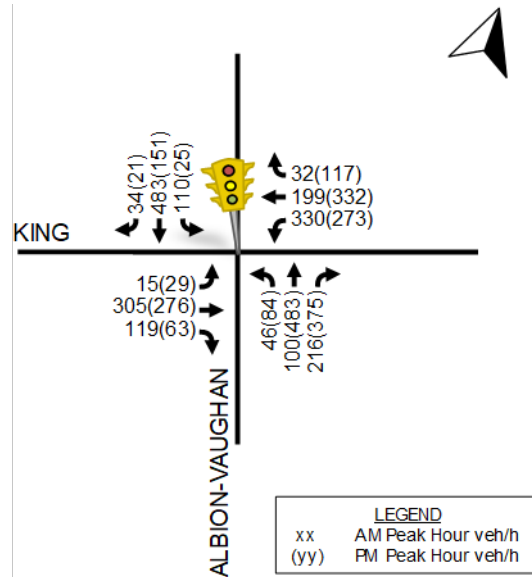 34(21)
483(151)
110(25)
32(117)
199(332)
330(273)
KING
15(29)
305(276)
119(63)
46(84)
100(483)
216(375)
ALBION-VAUGHAN
LEGEND
xx AM Peak Hour veh/h
(yy) PM Peak Hour veh/h